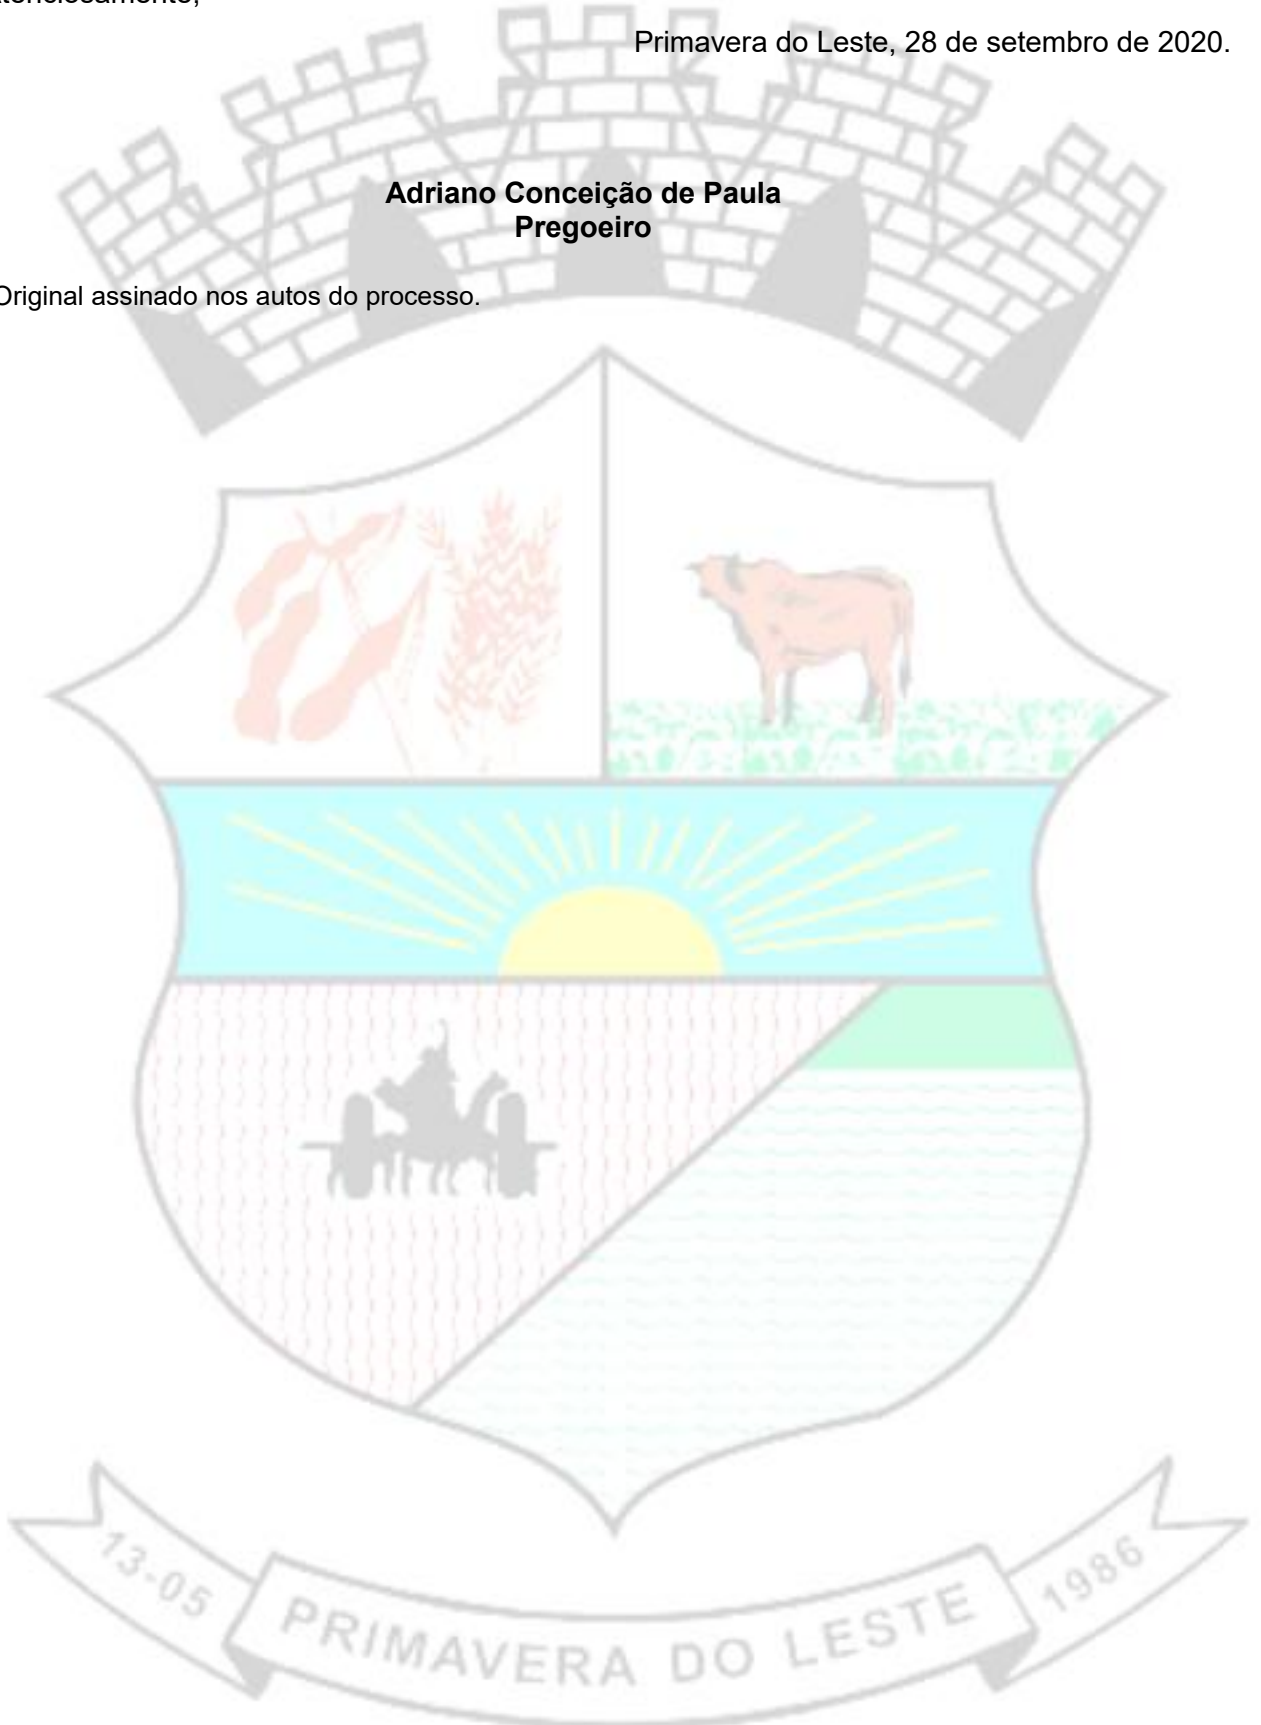 Primavera do Leste, 28 de setembro de 2020.
Adriano Conceição de Paula
Pregoeiro
Original assinado nos autos do processo.
13-05
PRIMAVERA DO LESTE
1986